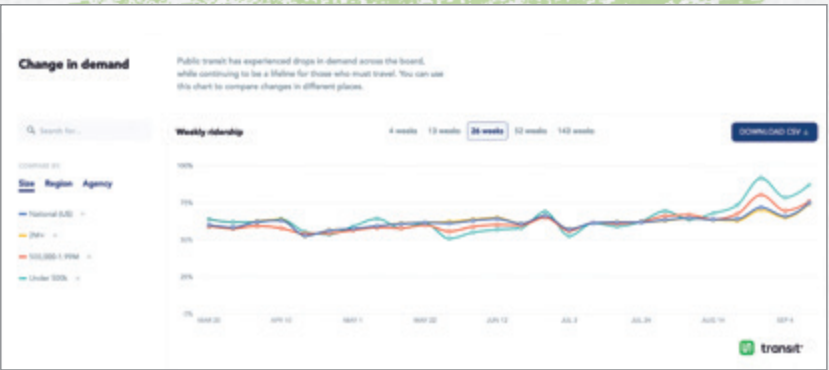 Change in demand
Public transit has experienced drops in demand across the board,
while continuing to be a lifeline for those who must travel. You can use
this chart to compare changes in different places.
Search for...
Weekly ridership
4 weeks 13 weeks 26 weeks 52 weeks 143 weeks
DOWNLOAD CSV
COMPARE BY
Size Region Agency
National (US)
2M+
500,000-1.99M
Under 500k
100%
75%
50%
25%
0%
MAR 20 APR 10 MAY 1 MAY 22 JUN 12 JUL 3 JUL 24 AUG 14 SEP 4
transit